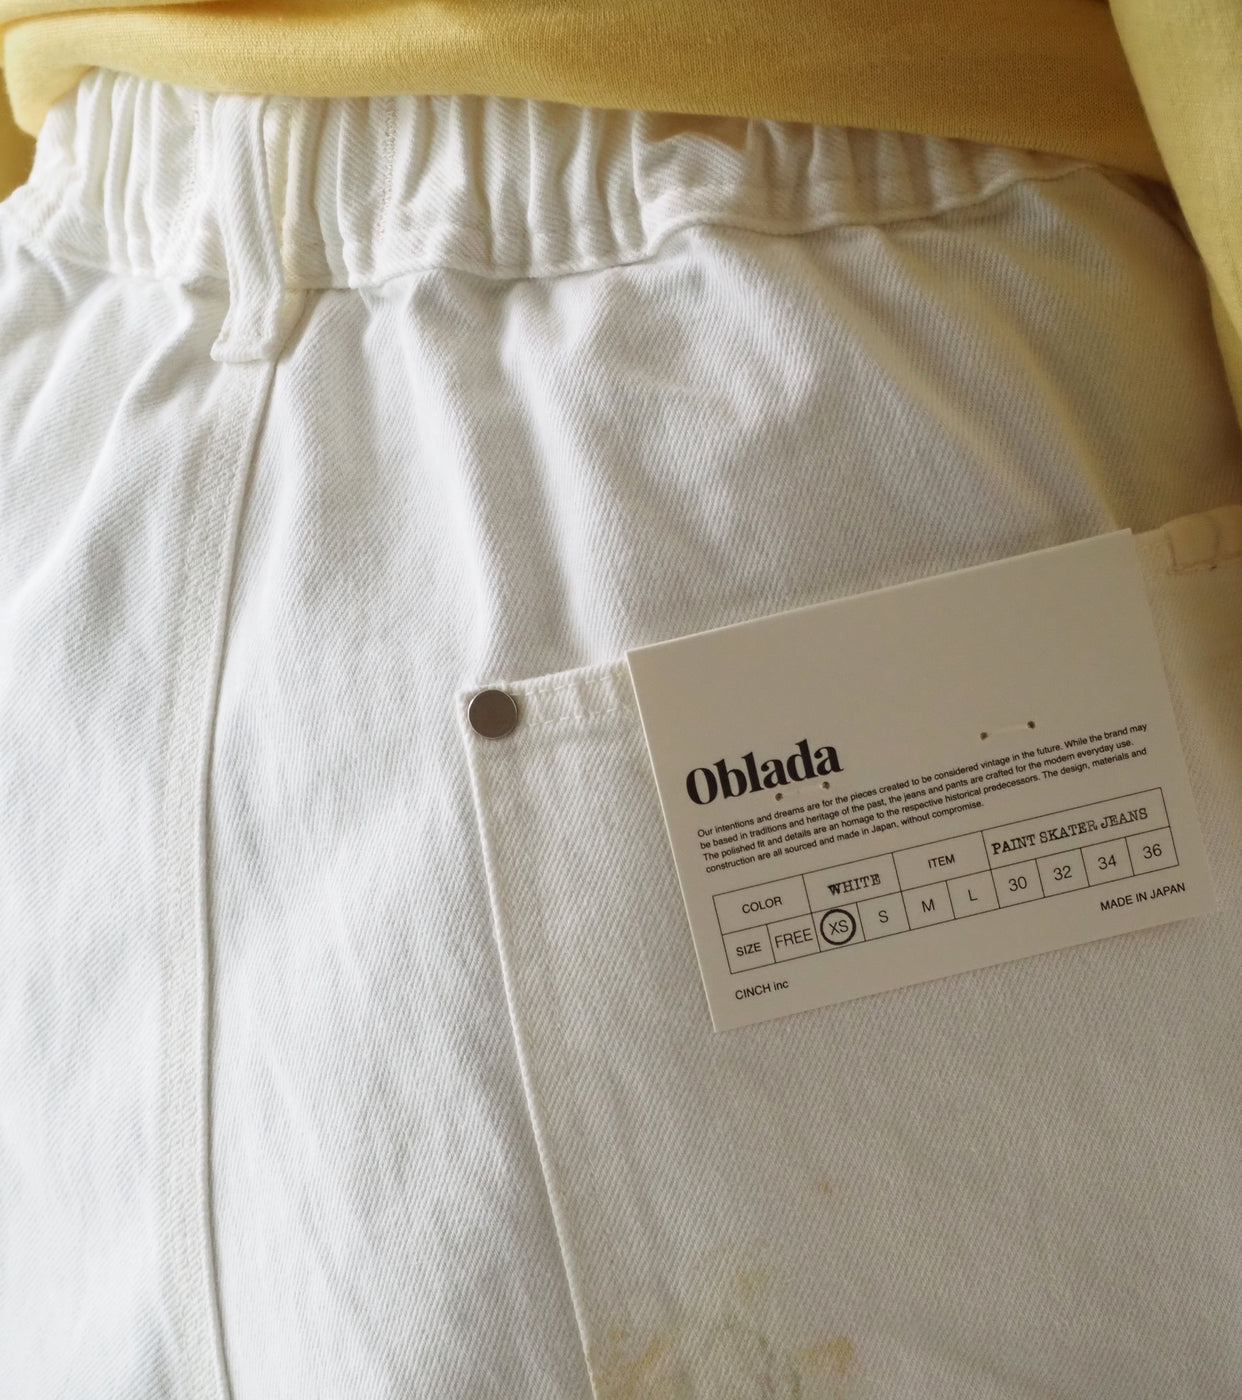 Oblada
Our intentions and dreams are for the pieces created to be considered vintage in the future. While the brand may
be based in traditions and heritage of the past, the jeans and pants are crafted for the modern everyday use.
The polished fit and details are an homage to the respective historical predecessors. The design, materials and
construction are all sourced and made in Japan, without compromise.
COLOR WHITE ITEM PAINT SKATER JEANS
SIZE FREE XS S M L 30 32 34 36
CINCH inc MADE IN JAPAN